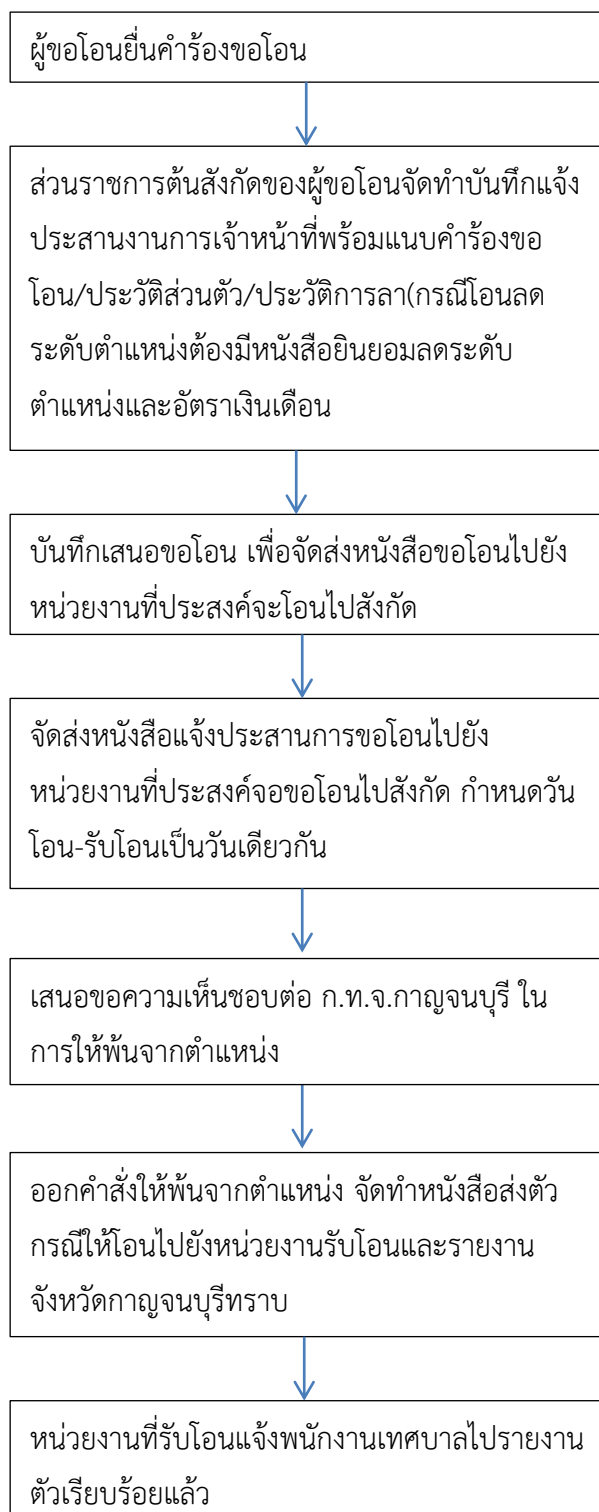 ผู้ขอโอนยื่นคำร้องขอโอน
ส่วนราชการต้นสังกัดของผู้ขอโอนจัดทำบันทึกแจ้ง
ประสานงานการเจ้าหน้าที่พร้อมแนบคำร้องขอ
โอน/ประวัติส่วนตัว/ประวัติการลา(กรณีโอนลด
ระดับตำแหน่งต้องมีหนังสือยินยอมลดระดับ
ตำแหน่งและอัตราเงินเดือน
บันทึกเสนอขอโอน เพื่อจัดส่งหนังสือขอโอนไปยัง
หน่วยงานที่ประสงค์จะโอนไปสังกัด
จัดส่งหนังสือแจ้งประสานการขอโอนไปยัง
หน่วยงานที่ประสงค์จอขอโอนไปสังกัด กำหนดวัน
โอน-รับโอนเป็นวันเดียวกัน
เสนอขอความเห็นชอบต่อ ก.ท.จ.กาญจนบุรี ใน
การให้พ้นจากตำแหน่ง
ออกคำสั่งให้พ้นจากตำแหน่ง จัดทำหนังสือส่งตัว
กรณีให้โอนไปยังหน่วยงานรับโอนและรายงาน
จังหวัดกาญจนบุรีทราบ
หน่วยงานที่รับโอนแจ้งพนักงานเทศบาลไปรายงาน
ตัวเรียบร้อยแล้ว